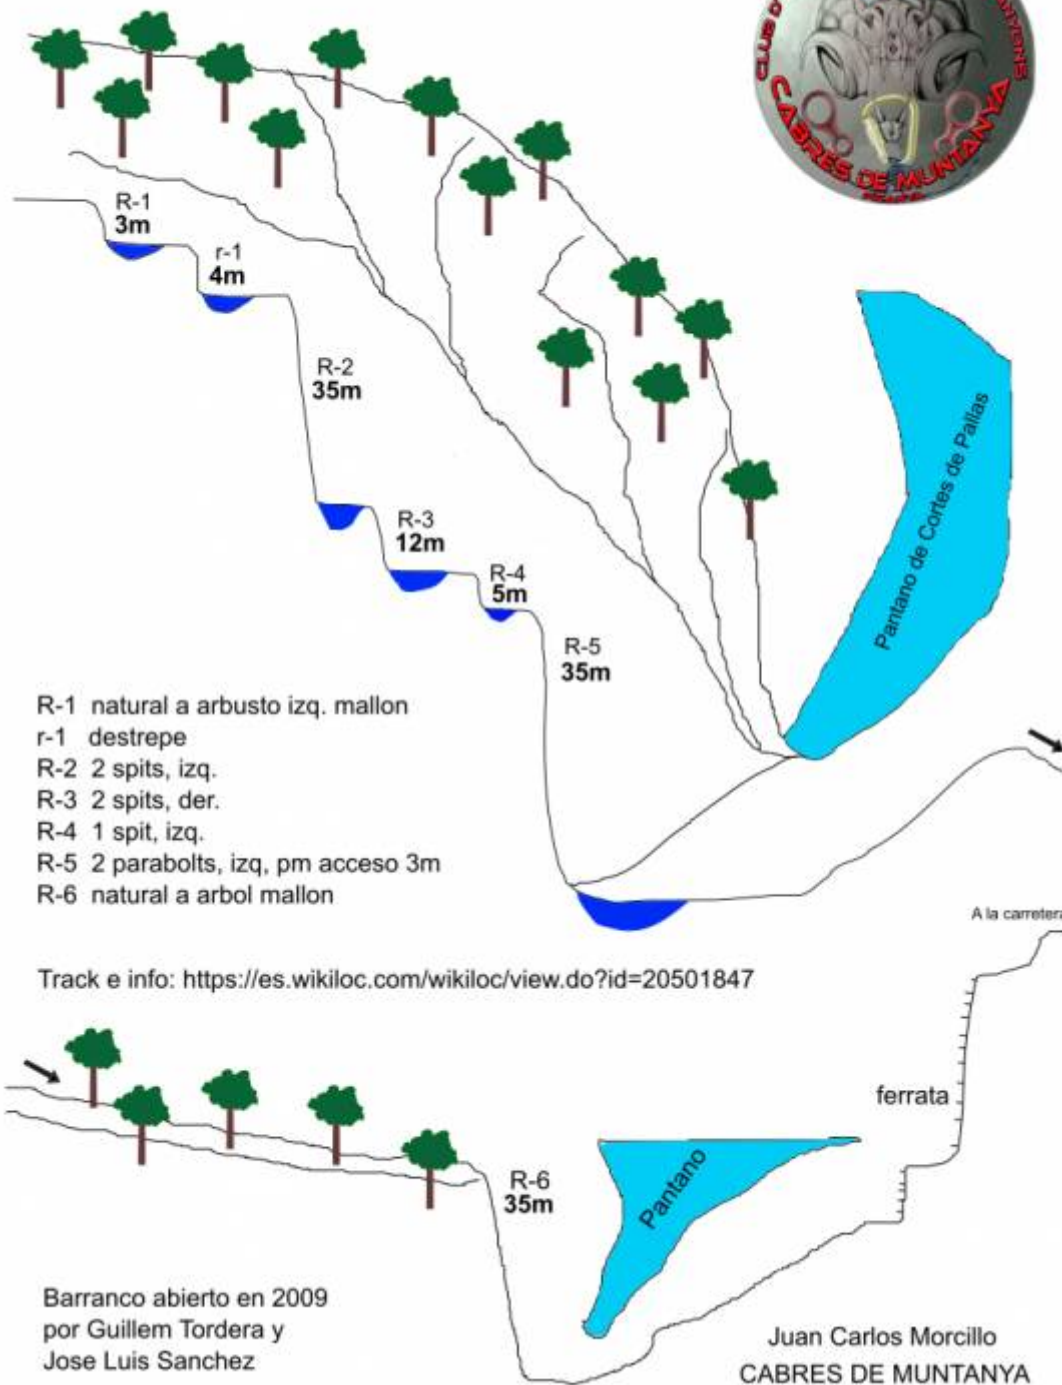 CLUB D
ANYONS
CABRES DE MUNTANYA
R-1
3m
r-1
4m
R-2
35m
R-3
12m
R-4
5m
R-5
35m
Pantano de Cortes de Pallas
R-1 natural a arbusto izq. mallon
r-1 destrepe
R-2 2 spits, izq.
R-3 2 spits, der.
R-4 1 spit, izq.
R-5 2 parabolts, izq, pm acceso 3m
R-6 natural a arbol mallon
A la carretera
Track e info: https://es.wikiloc.com/wikiloc/view.do?id=20501847
ferrata
R-6
35m
Pantano
Barranco abierto en 2009
por Guillem Tordera y
Jose Luis Sanchez
Juan Carlos Morcillo
CABRES DE MUNTANYA